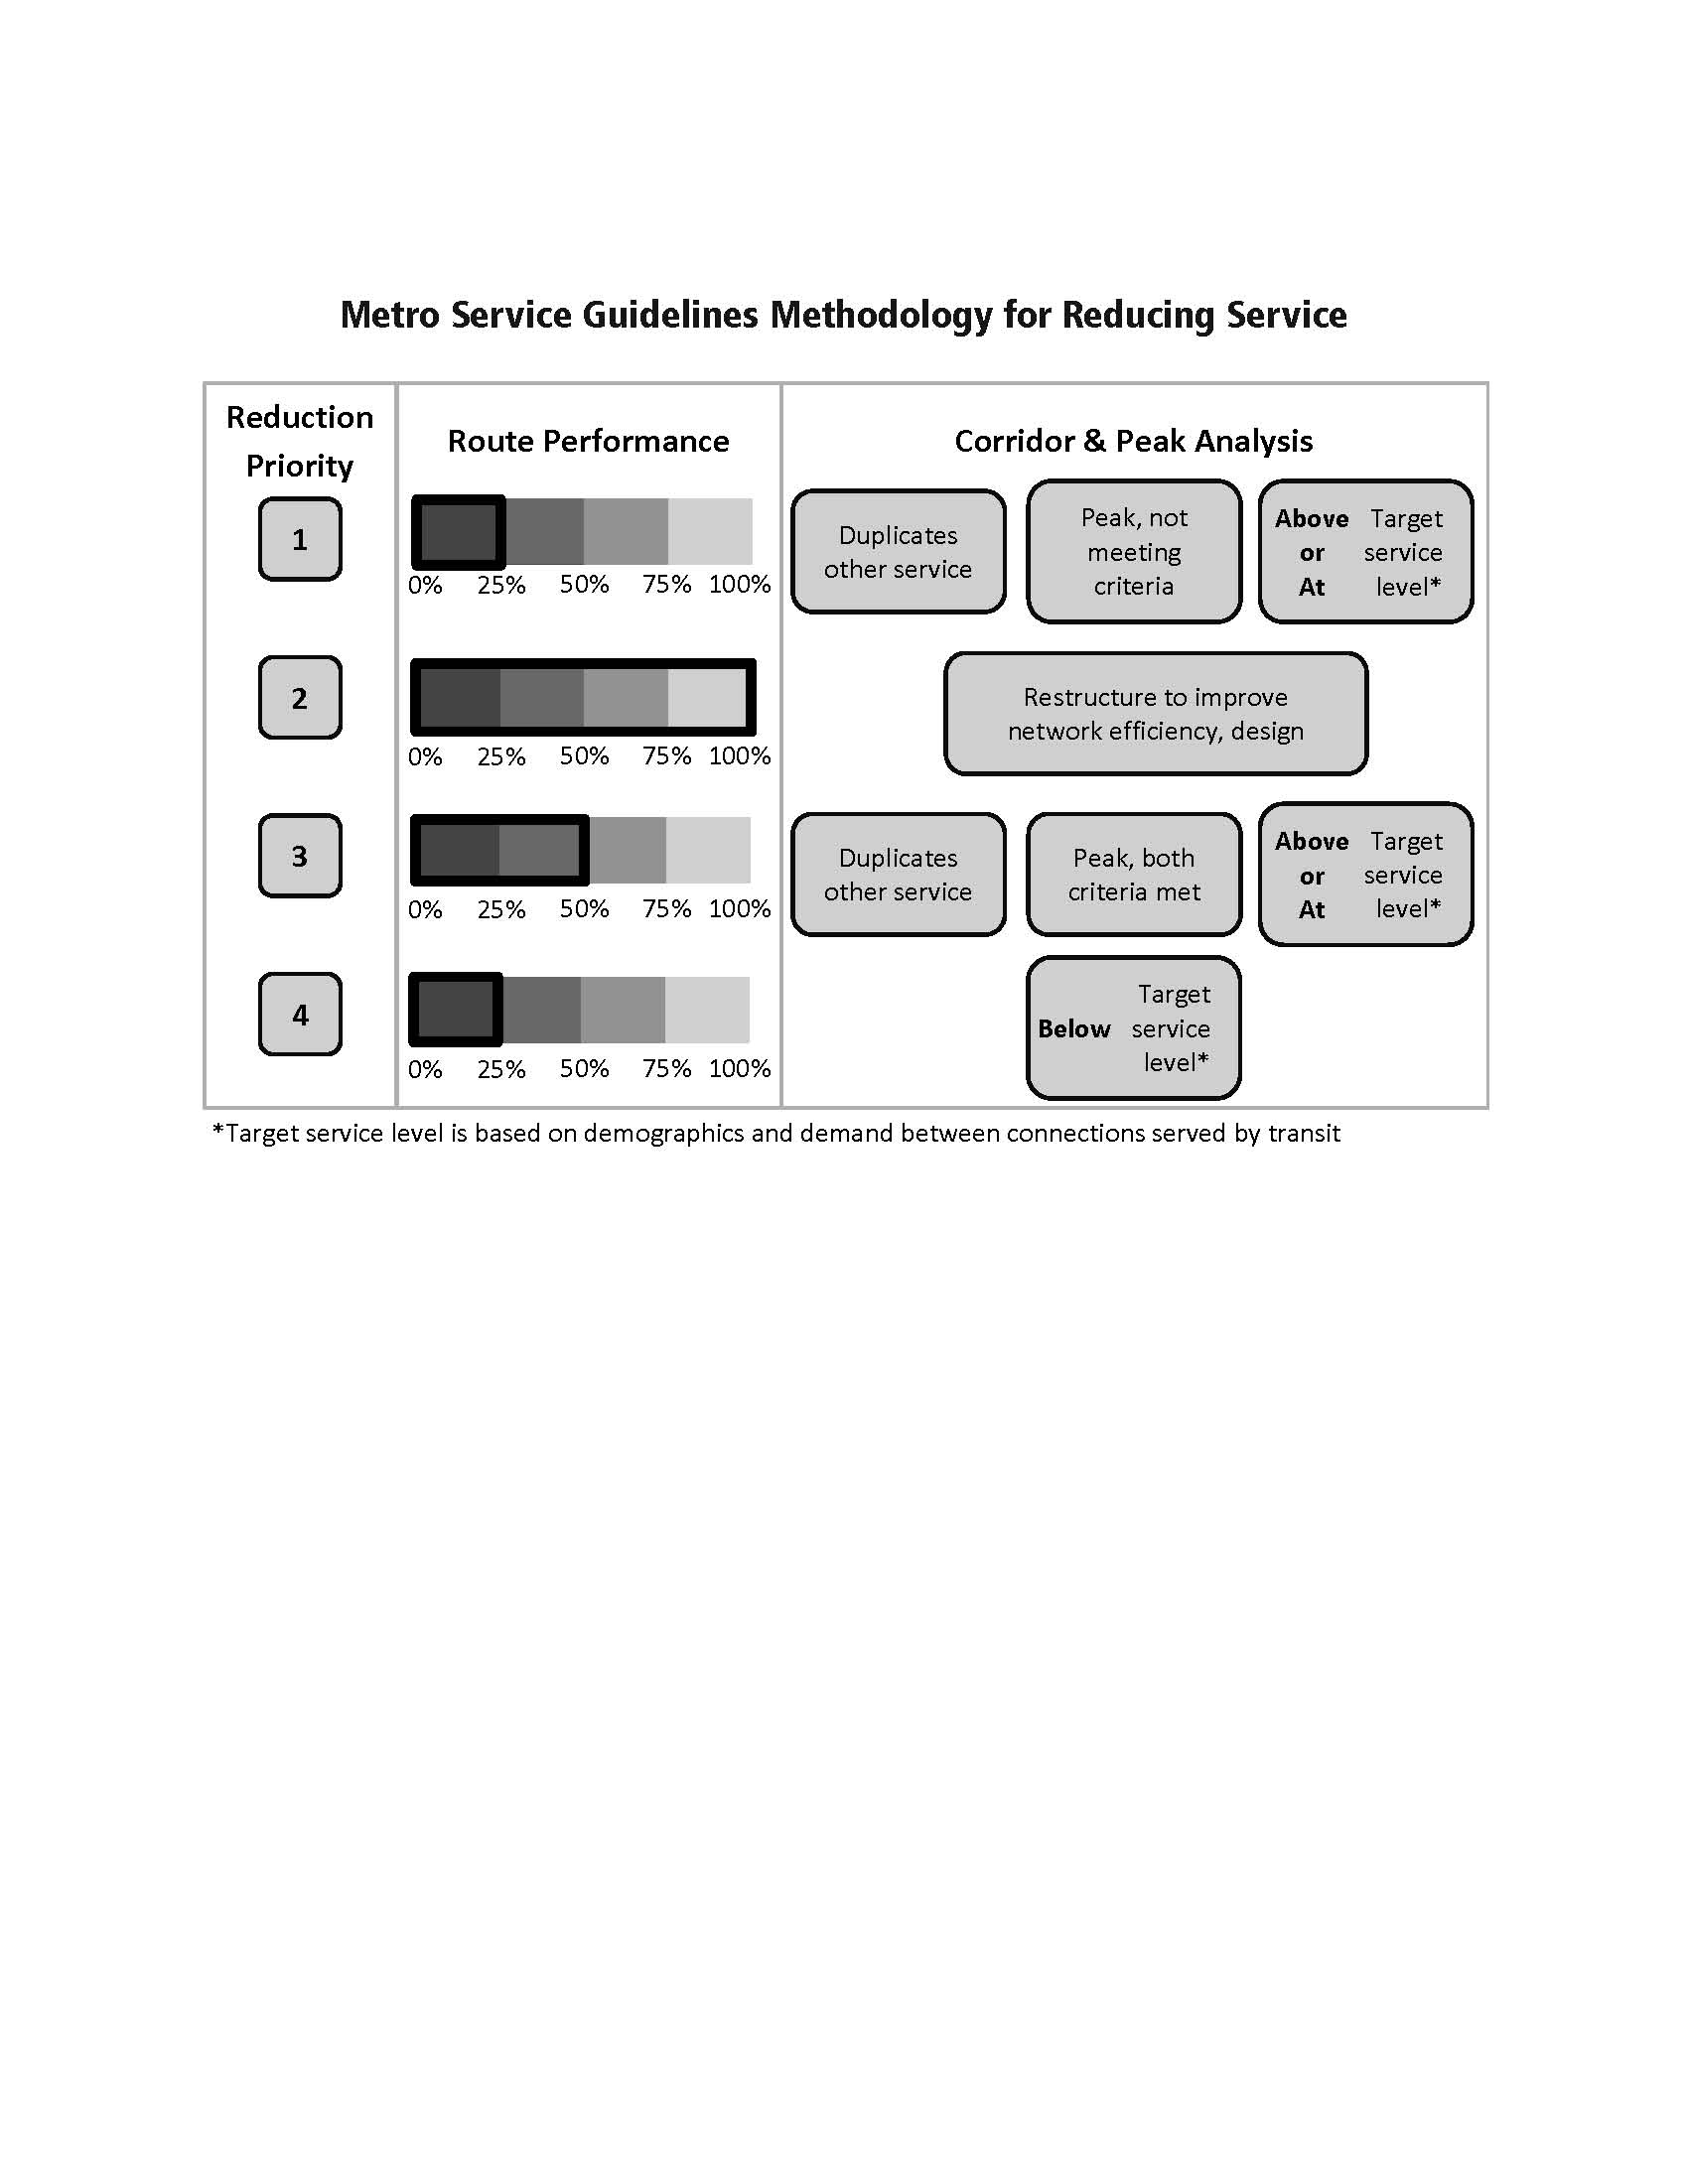 Metro Service Guidelines Methodology for Reducing Service
Reduction
Priority
Route Performance
Corridor & Peak Analysis
1
0% 25% 50% 75% 100%
Duplicates
other service
Peak, not
meeting
criteria
Above
or
At
Target
service
level*
2
0% 25% 50% 75% 100%
Restructure to improve
network efficiency, design
3
0% 25% 50% 75% 100%
Duplicates
other service
Peak, both
criteria met
Above
or
At
Target
service
level*
4
0% 25% 50% 75% 100%
Below
Target
service
level*
*Target service level is based on demographics and demand between connections served by transit